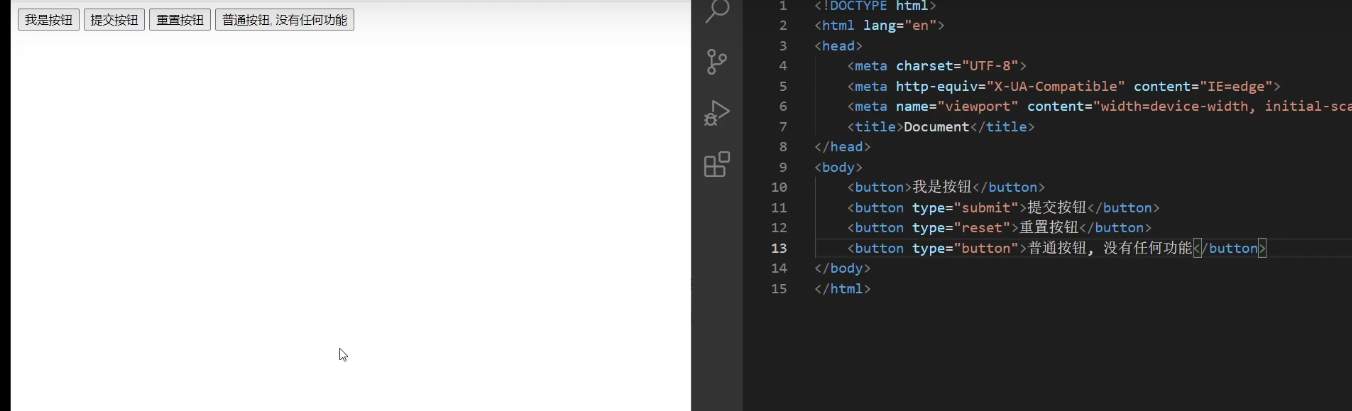 我是按钮 提交按钮 重置按钮 普通按钮, 没有任何功能
1 <!DOCTYPE html>
2 <html lang="en">
3 <head>
4 <meta charset="UTF-8">
5 <meta http-equiv="X-UA-Compatible" content="IE=edge">
6 <meta name="viewport" content="width=device-width, initial-sca
7 <title>Document</title>
8 </head>
9 <body>
10 <button>我是按钮</button>
11 <button type="submit">提交按钮</button>
12 <button type="reset">重置按钮</button>
13 <button type="button">普通按钮, 没有任何功能</button>
14 </body>
15 </html>